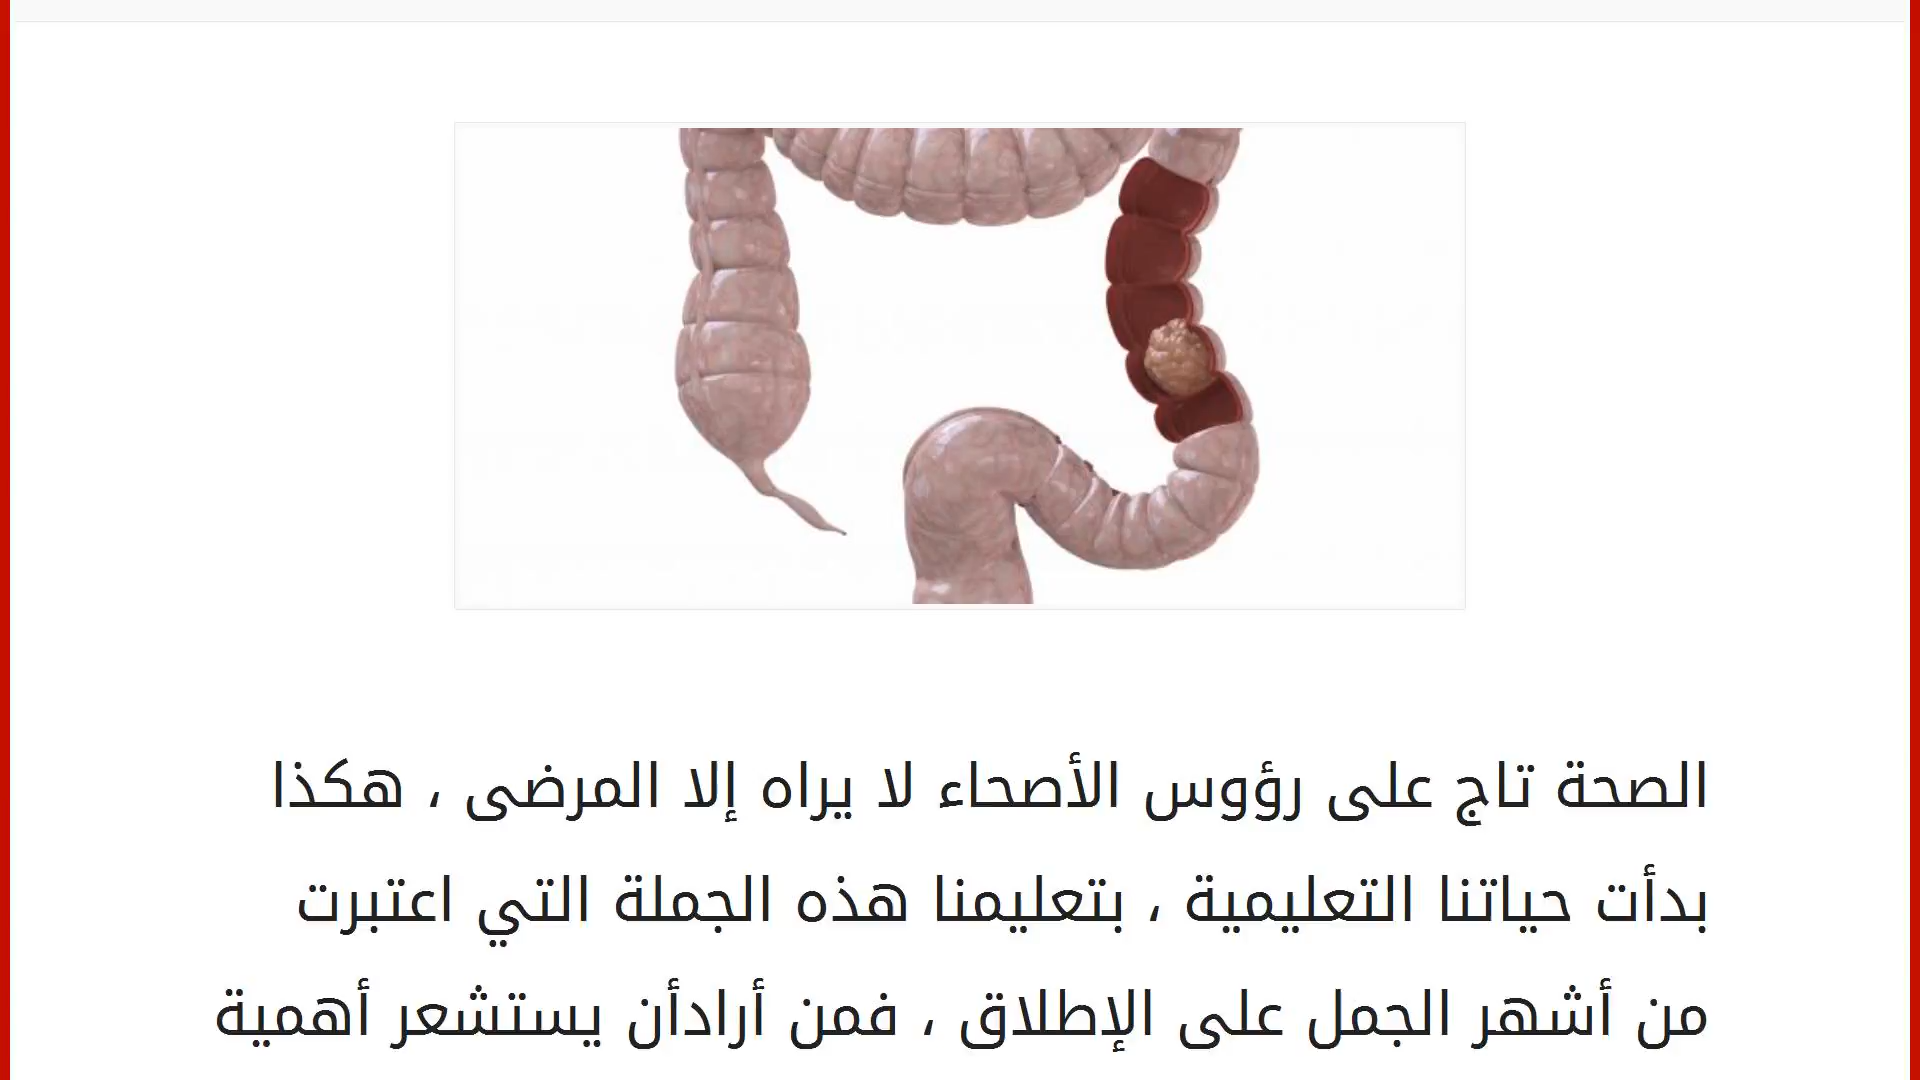 الصحة تاج على رؤوس الأصحاء لا يراه إلا المرضى ، هكذا
بدأت حياتنا التعليمية ، بتعليمنا هذه الجملة التي اعتبرت
من أشهر الجمل على الإطلاق ، فمن أرادأن يستشعر أهمية